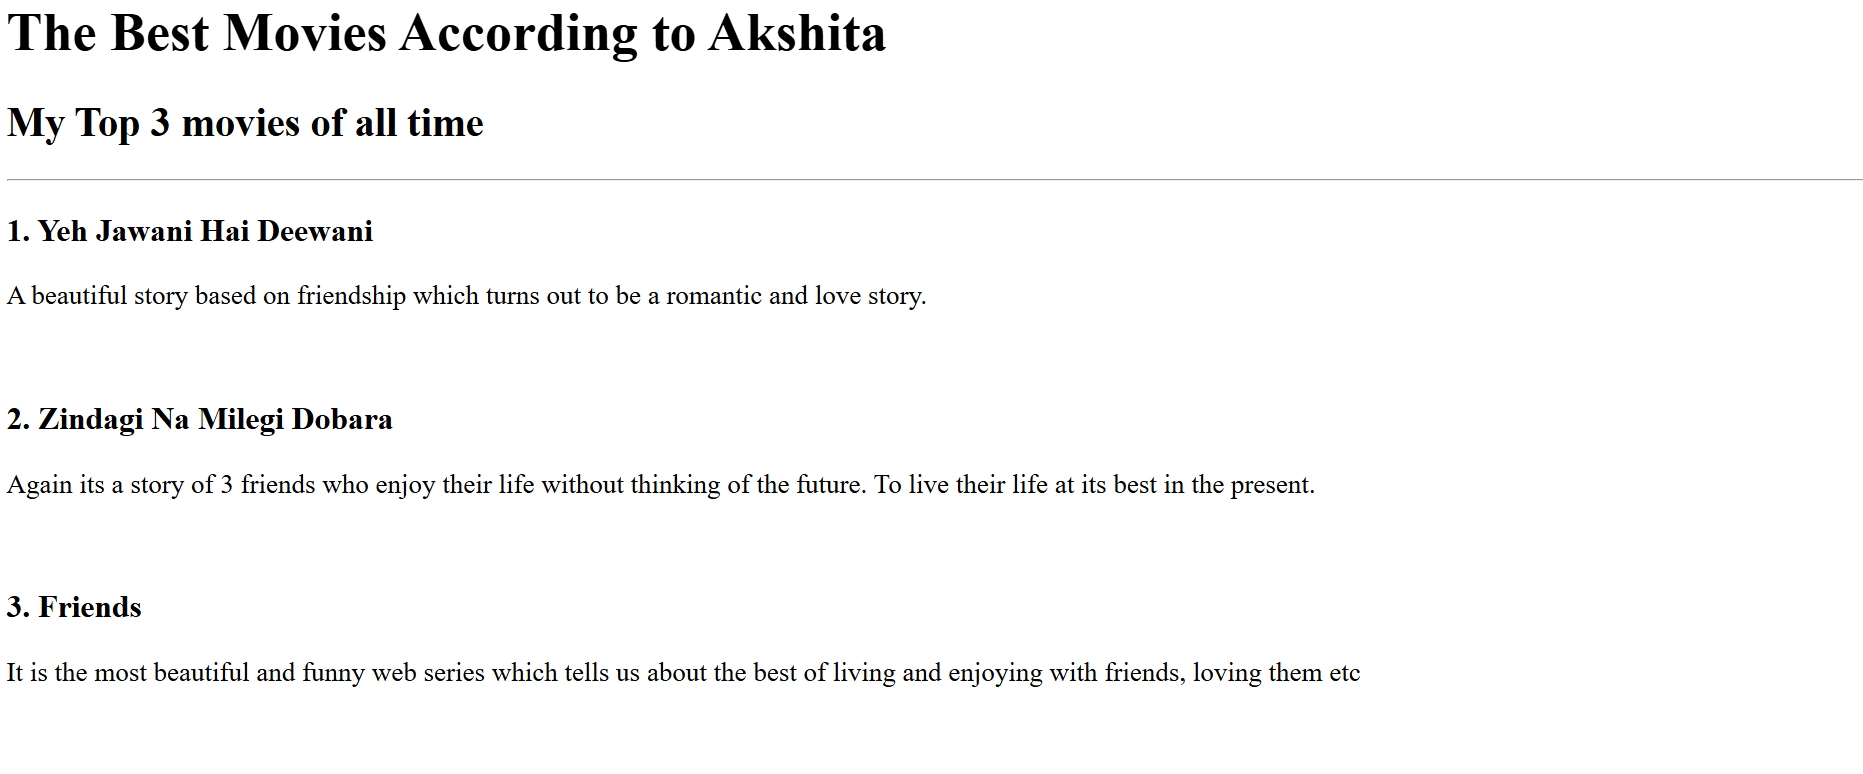 The Best Movies According to Akshita
My Top 3 movies of all time
1. Yeh Jawani Hai Deewani
A beautiful story based on friendship which turns out to be a romantic and love story.
2. Zindagi Na Milegi Dobara
Again its a story of 3 friends who enjoy their life without thinking of the future. To live their life at its best in the present.
3. Friends
It is the most beautiful and funny web series which tells us about the best of living and enjoying with friends, loving them etc